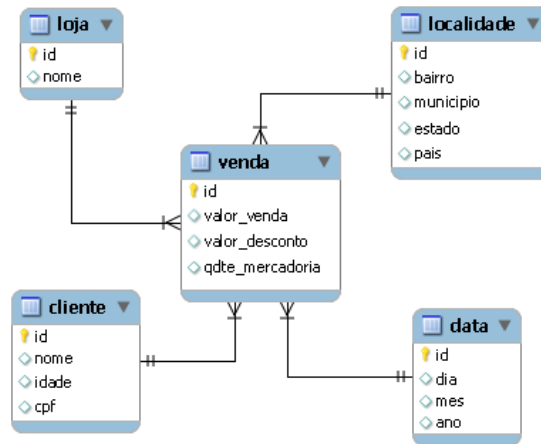 loja
id
nome
localidade
id
bairro
municipio
estado
pais
venda
id
valor_venda
valor_desconto
qdte_mercadoria
cliente
id
nome
idade
cpf
data
id
dia
mes
ano